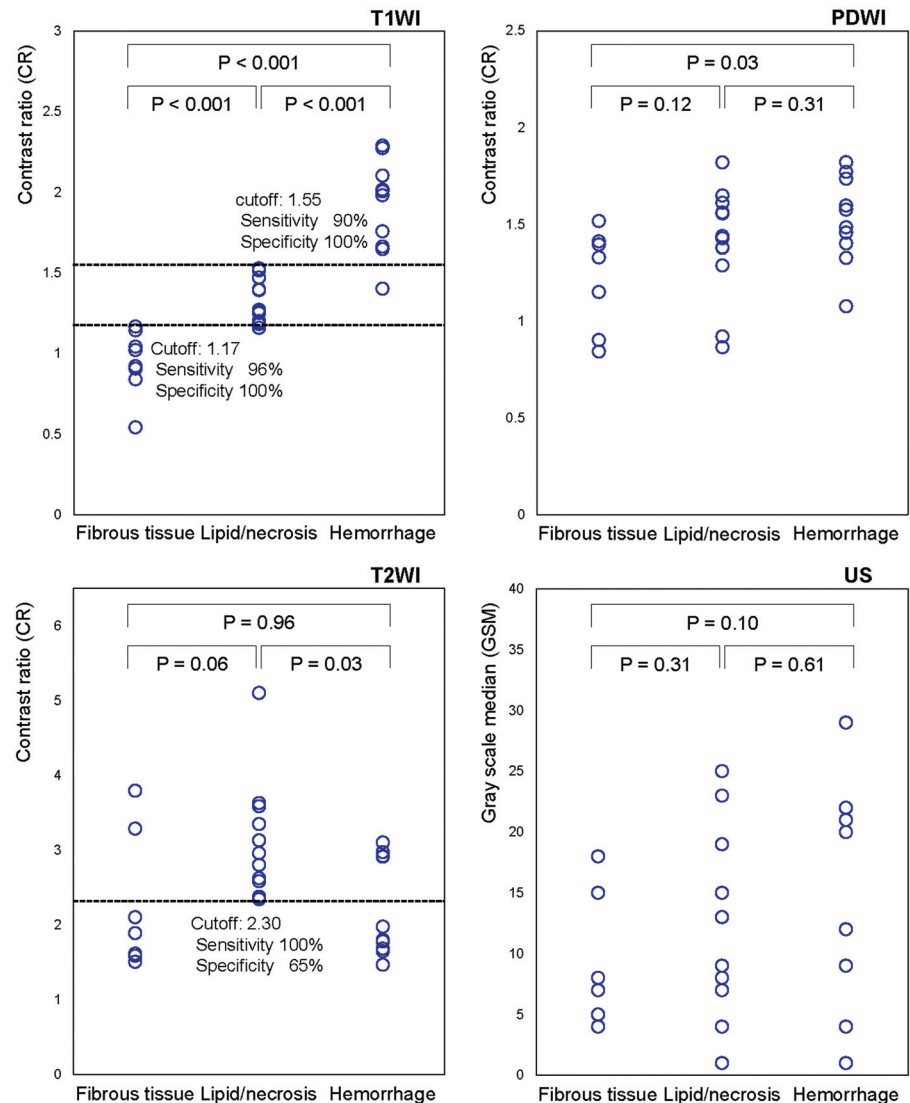 T1WI
Contrast ratio (CR)
3
2.5
2
1.5
1
0.5
0
P < 0.001
P < 0.001
P < 0.001
cutoff: 1.55
Sensitivity 90%
Specificity 100%
Cutoff: 1.17
Sensitivity 96%
Specificity 100%
Fibrous tissue Lipid/necrosis Hemorrhage
PDWI
Contrast ratio (CR)
2.5
2
1.5
1
0.5
0
P = 0.03
P = 0.12
P = 0.31
Fibrous tissue Lipid/necrosis Hemorrhage
T2WI
Contrast ratio (CR)
6
5
4
3
2
1
0
P = 0.96
P = 0.06
P = 0.03
Cutoff: 2.30
Sensitivity 100%
Specificity 65%
Fibrous tissue Lipid/necrosis Hemorrhage
US
Gray scale median (GSM)
40
35
30
25
20
15
10
5
0
P = 0.10
P = 0.31
P = 0.61
Fibrous tissue Lipid/necrosis Hemorrhage